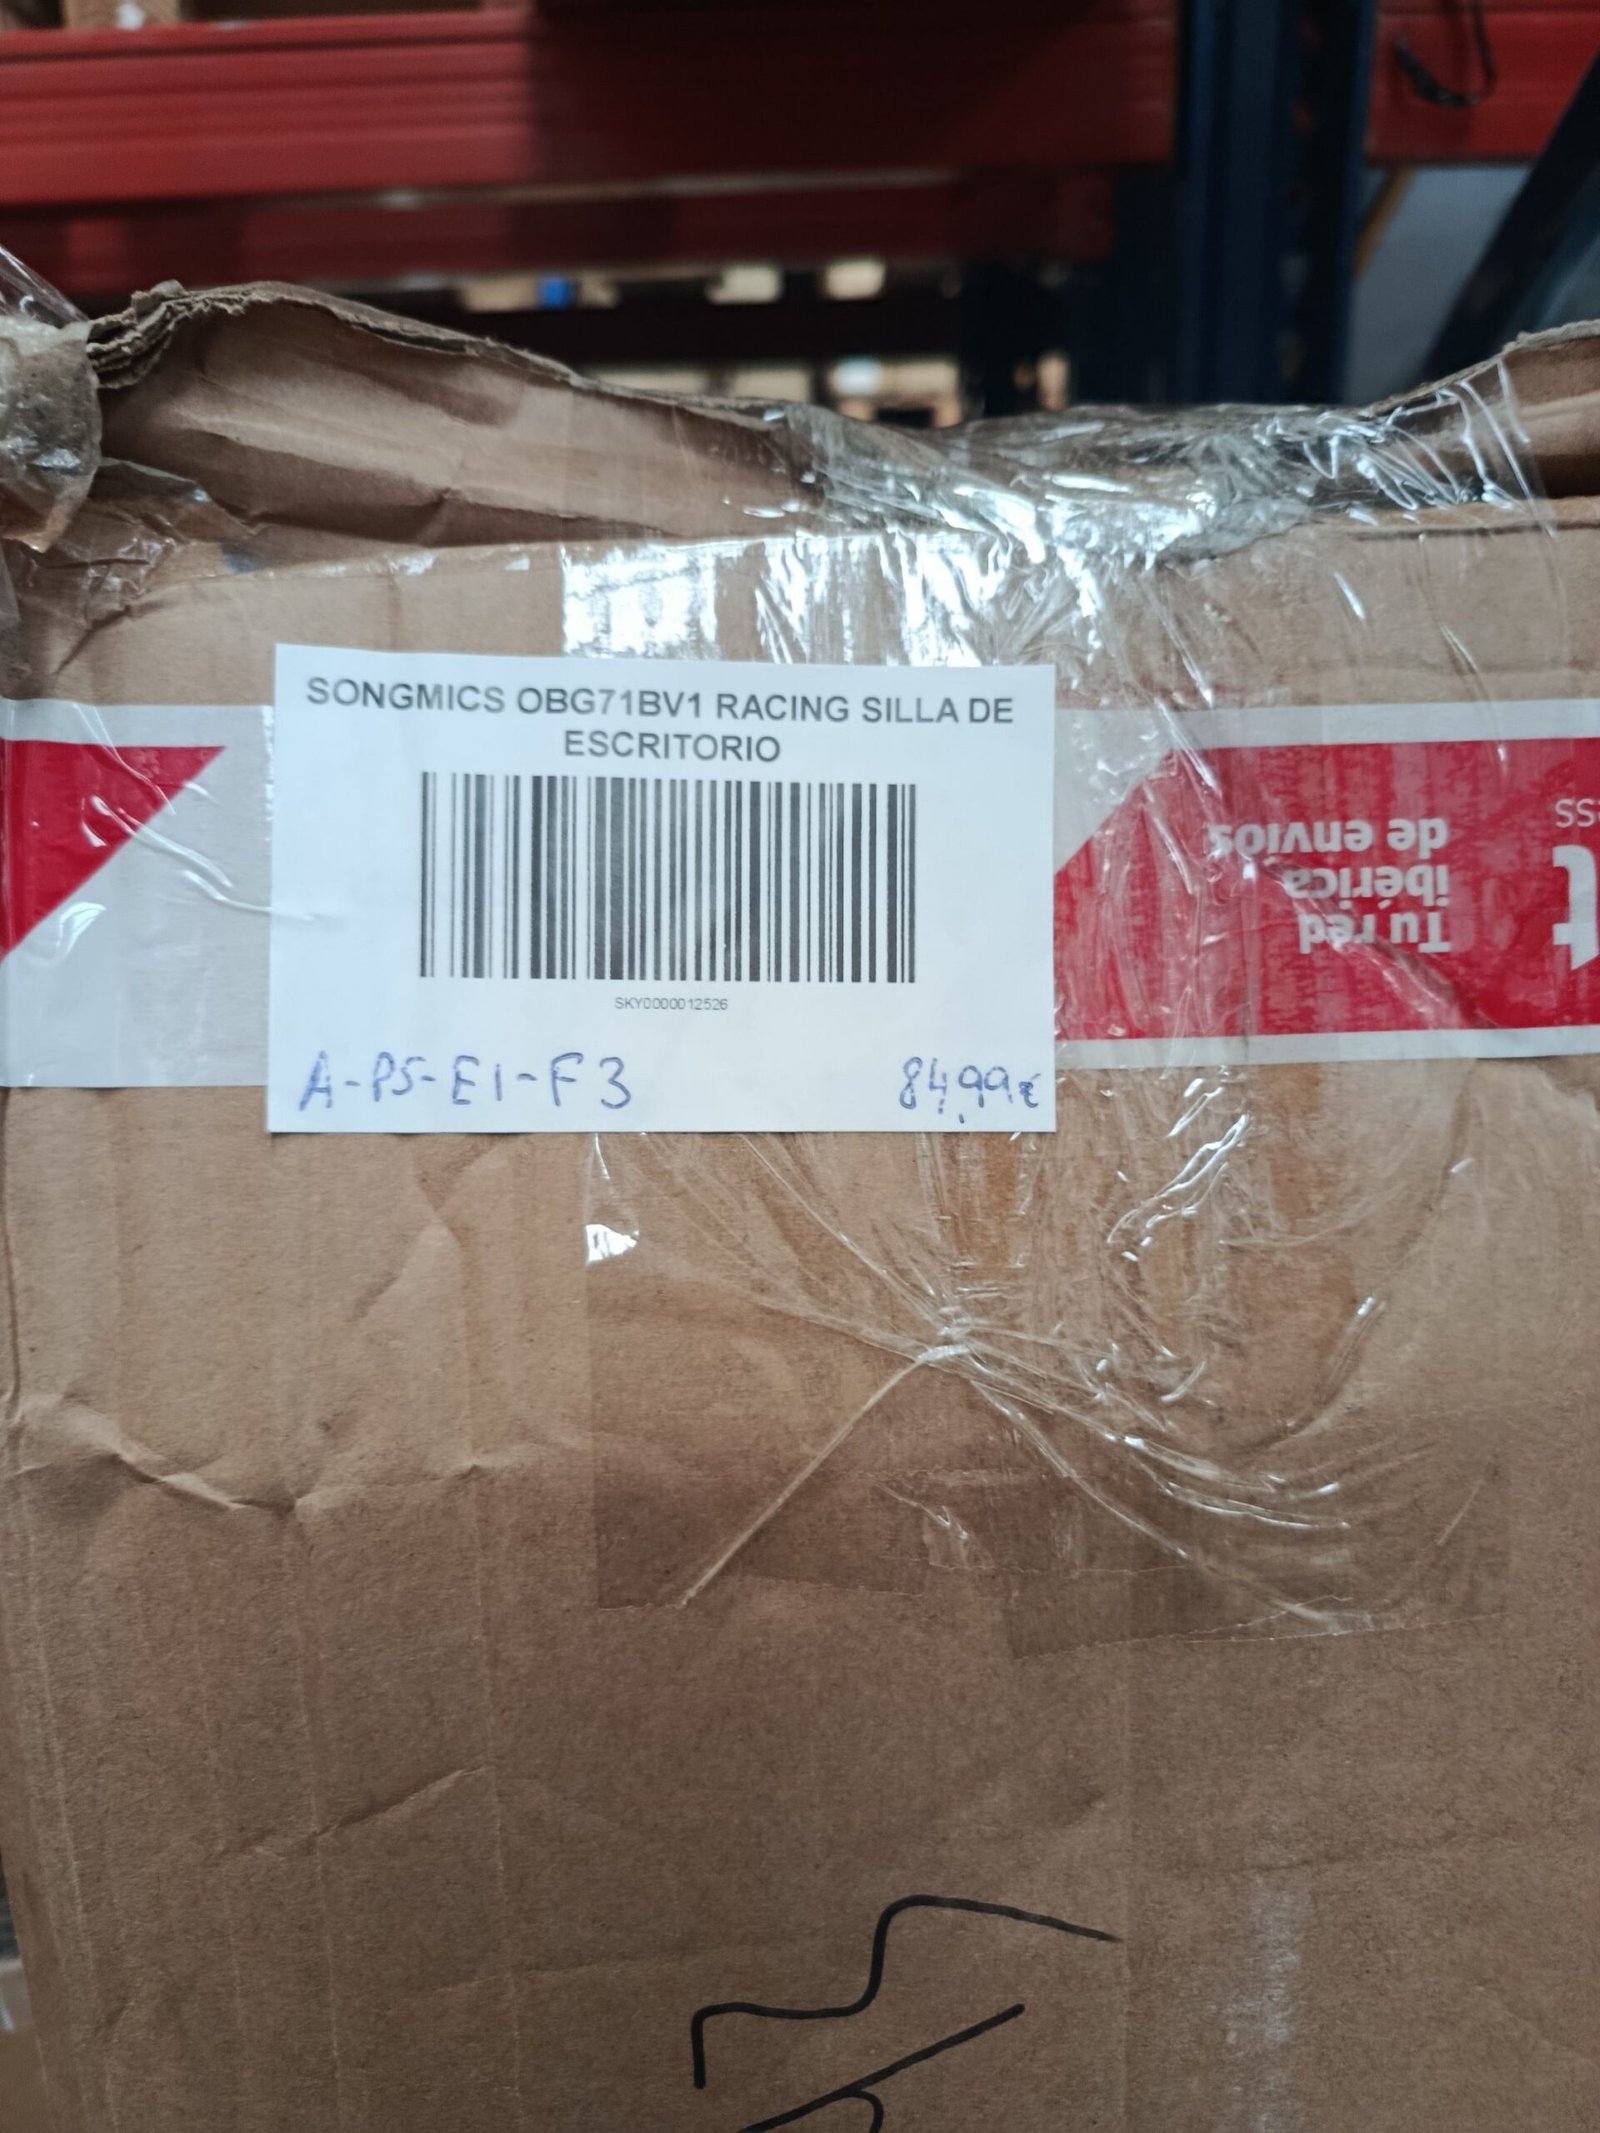 SONGMICS OBG71BV1 RACING SILLA DE
ESCRITORIO
SKY0000012526
A-P5-E1-F3
84,99€
Tu red
ibérica
de envíos